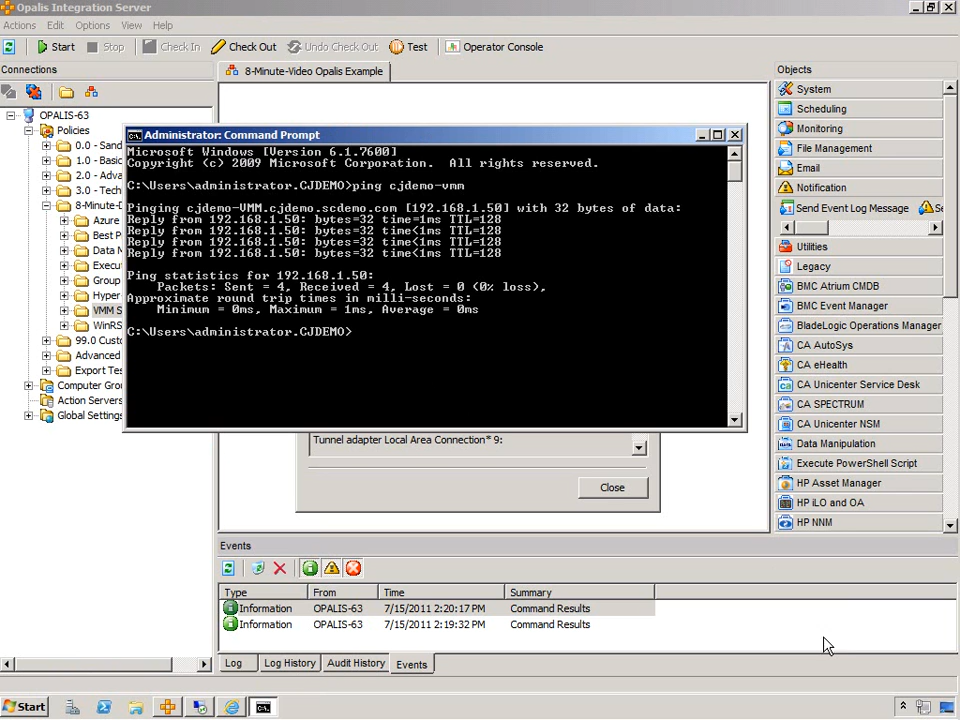 Opalis Integration Server
Actions Edit Options View Help
Start Stop Check In Check Out Undo Check Out Test Operator Console
Connections
8-Minute-Video Opalis Example
Objects
OPALIS-63
Policies
0.0 - Sand
1.0 - Basic
2.0 - Adva
3.0 - Tech
8-Minute-D
Azure
Best P
Data M
Execu
Group
Hyper
VMM S
WinRS
99.0 Custo
Advanced
Export Tes
Computer Grou
Action Servers
Global Settings
Administrator: Command Prompt
Microsoft Windows [Version 6.1.7600]
Copyright (c) 2009 Microsoft Corporation.  All rights reserved.
C:\Users\administrator.CJDEMO>ping cjdemo-vmm
Pinging cjdemo-VMM.cjdemo.scdemo.com [192.168.1.50] with 32 bytes of data:
Reply from 192.168.1.50: bytes=32 time=1ms TTL=128
Reply from 192.168.1.50: bytes=32 time<1ms TTL=128
Reply from 192.168.1.50: bytes=32 time<1ms TTL=128
Reply from 192.168.1.50: bytes=32 time<1ms TTL=128
Ping statistics for 192.168.1.50:
Packets: Sent = 4, Received = 4, Lost = 0 (0% loss),
Approximate round trip times in milli-seconds:
Minimum = 0ms, Maximum = 1ms, Average = 0ms
C:\Users\administrator.CJDEMO>
Tunnel adapter Local Area Connection* 9:
Close
System
Scheduling
Monitoring
File Management
Email
Notification
Send Event Log Message Se
Utilities
Legacy
BMC Atrium CMDB
BMC Event Manager
BladeLogic Operations Manager
CA AutoSys
CA eHealth
CA Unicenter Service Desk
CA SPECTRUM
CA Unicenter NSM
Data Manipulation
Execute PowerShell Script
HP Asset Manager
HP iLO and OA
HP NNM
Events
Type From Time Summary
Information OPALIS-63 7/15/2011 2:20:17 PM Command Results
Information OPALIS-63 7/15/2011 2:19:32 PM Command Results
Log Log History Audit History Events
Start